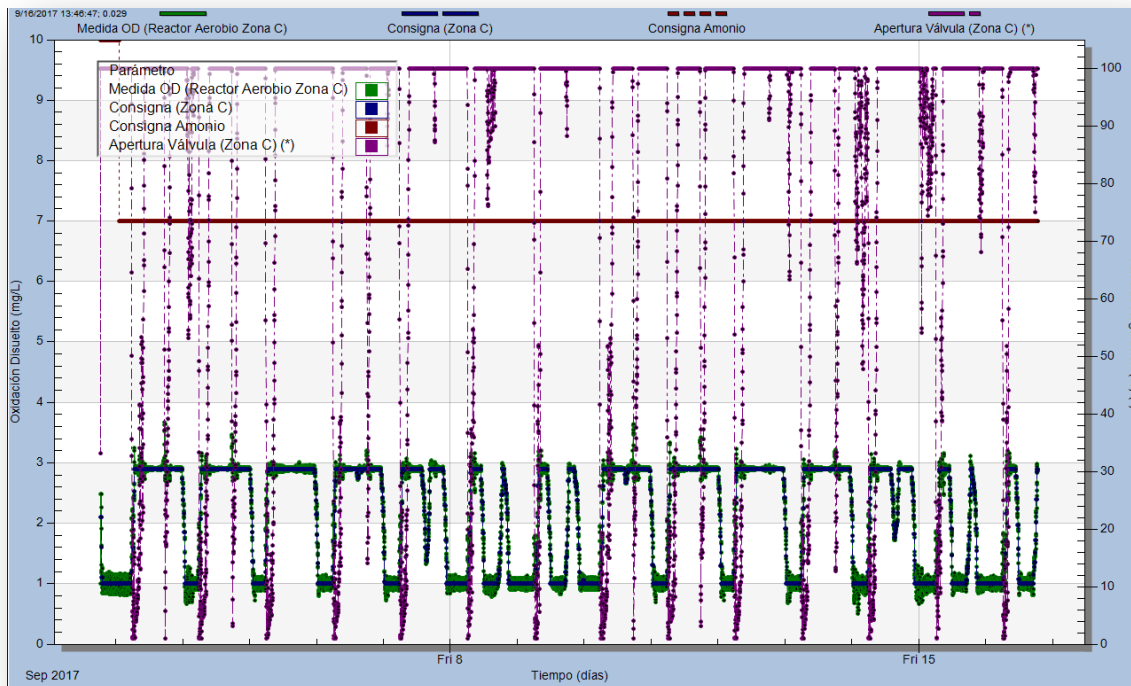 9/16/2017 13:46:47; 0.029
Medida OD (Reactor Aerobio Zona C)
Consigna (Zona C)
Consigna Amonio
Apertura Válvula (Zona C) (*)
Parámetro
Medida OD (Reactor Aerobio Zona C)
Consigna (Zona C)
Consigna Amonio
Apertura Válvula (Zona C) (*)
Oxidación Disuelto (mg/L)
10
9
8
7
6
5
4
3
2
1
0
100
90
80
70
60
50
40
30
20
10
0
Fri 8
Fri 15
Sep 2017
Tiempo (días)